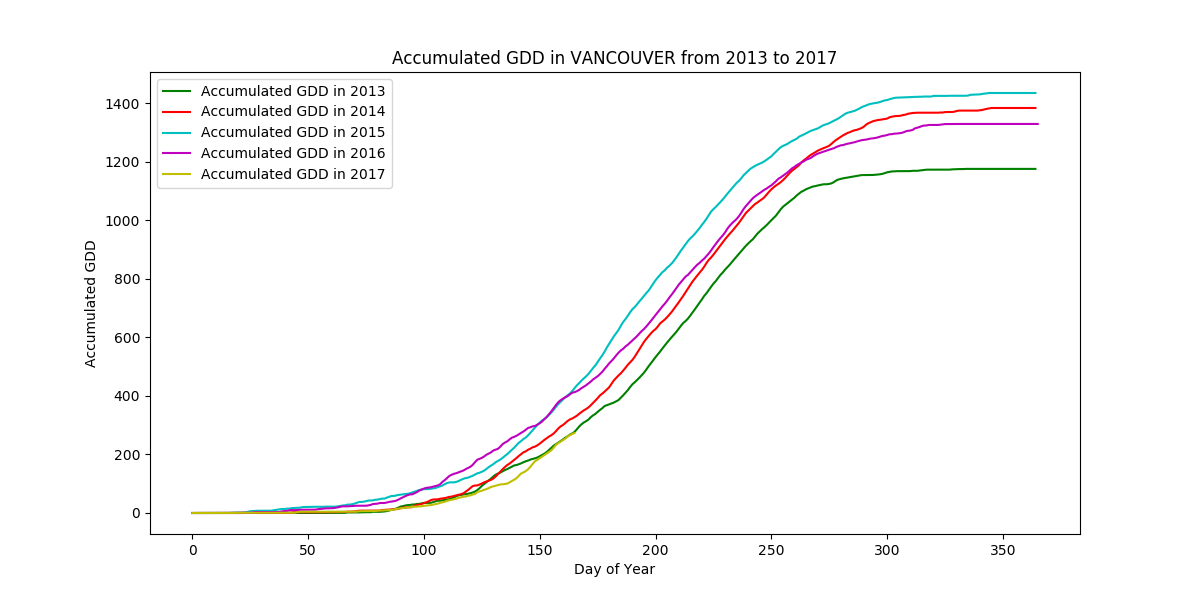 Accumulated GDD in VANCOUVER from 2013 to 2017
Accumulated GDD in 2013
Accumulated GDD in 2014
Accumulated GDD in 2015
Accumulated GDD in 2016
Accumulated GDD in 2017
Accumulated GDD
1400
1200
1000
800
600
400
200
0
0 50 100 150 200 250 300 350
Day of Year